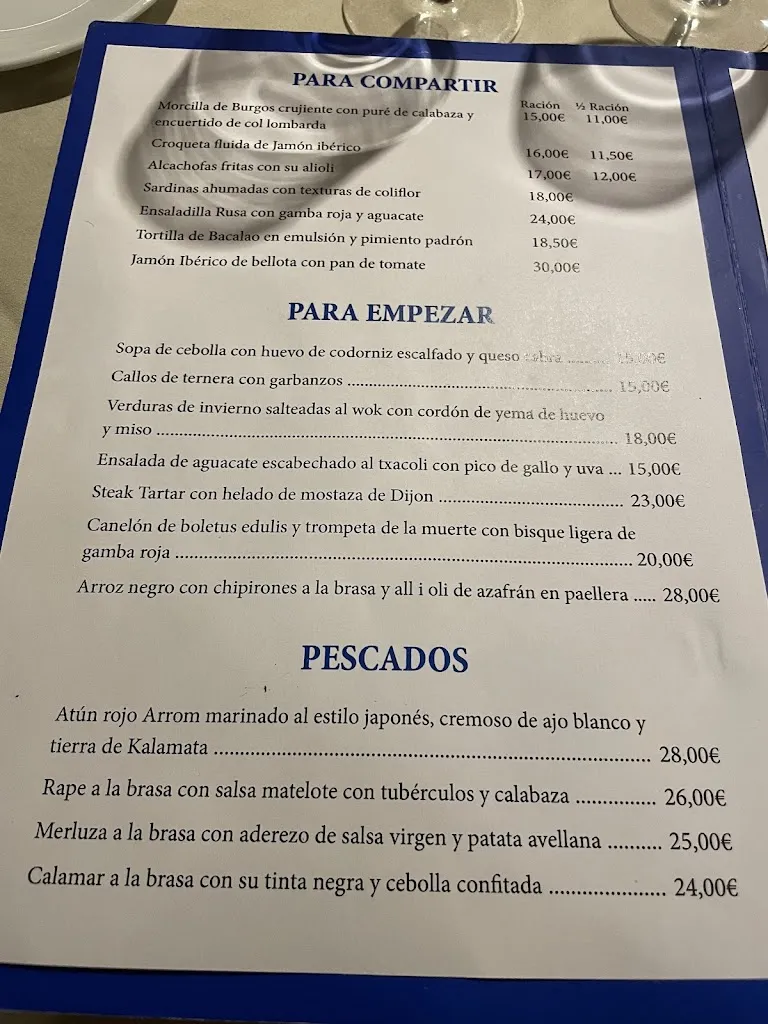 PARA COMPARTIR
Ración ½ Ración
Morcilla de Burgos crujiente con puré de calabaza y 15,00€ 11,00€
encuertido de col lombarda
Croqueta fluida de Jamón ibérico 16,00€ 11,50€
Alcachofas fritas con su alioli 17,00€ 12,00€
Sardinas ahumadas con texturas de coliflor 18,00€
Ensaladilla Rusa con gamba roja y aguacate 24,00€
Tortilla de Bacalao en emulsión y pimiento padrón 18,50€
Jamón Ibérico de bellota con pan de tomate 30,00€
PARA EMPEZAR
Sopa de cebolla con huevo de codorniz escalfado y queso ........ 15,00€
Callos de ternera con garbanzos ........ 15,00€
Verduras de invierno salteadas al wok con cordón de yema de huevo
y miso ........ 18,00€
Ensalada de aguacate escabechado al txacoli con pico de gallo y uva ... 15,00€
Steak Tartar con helado de mostaza de Dijon ........ 23,00€
Canelón de boletus edulis y trompeta de la muerte con bisque ligera de
gamba roja ........ 20,00€
Arroz negro con chipirones a la brasa y all i oli de azafrán en paellera ..... 28,00€
PESCADOS
Atún rojo Arrom marinado al estilo japonés, cremoso de ajo blanco y
tierra de Kalamata ........ 28,00€
Rape a la brasa con salsa matelote con tubérculos y calabaza ........ 26,00€
Merluza a la brasa con aderezo de salsa virgen y patata avellana .......... 25,00€
Calamar a la brasa con su tinta negra y cebolla confitada ........ 24,00€